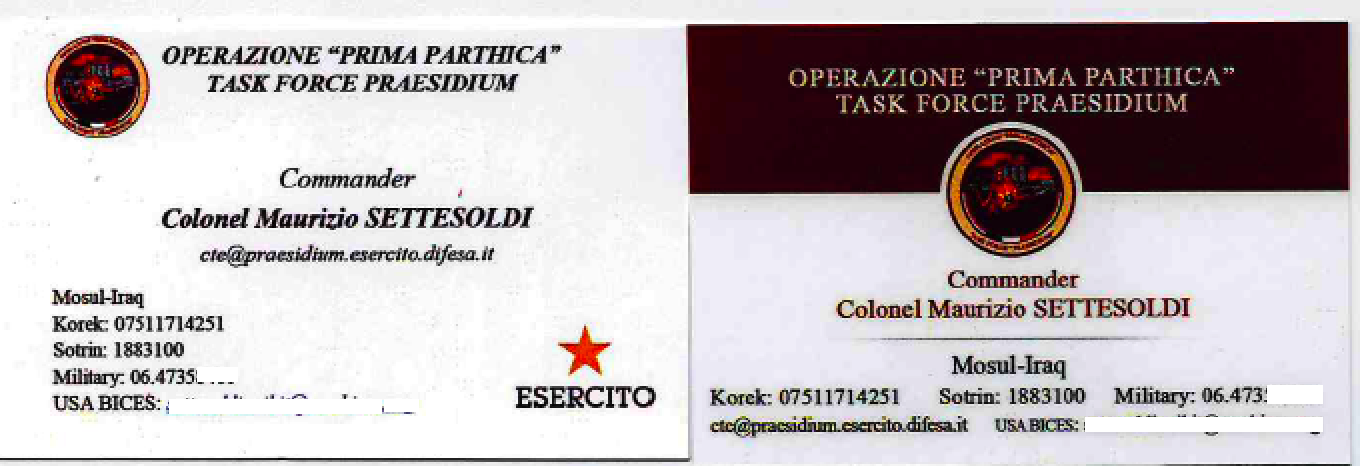 OPERAZIONE “PRIMA PARTHICA”
TASK FORCE PRAESIDIUM
Commander
Colonel Maurizio SETTESOLDI
cte@praesidium.esercito.difesa.it
Mosul-Iraq
Korek: 07511714251
Sotrin: 1883100
Military: 06.4735
USA BICES:
ESERCITO
OPERAZIONE “PRIMA PARTHICA”
TASK FORCE PRAESIDIUM
Commander
Colonel Maurizio SETTESOLDI
Mosul-Iraq
Korek: 07511714251 Sotrin: 1883100 Military: 06.473
cte@praesidium.esercito.difesa.it USA BICES: